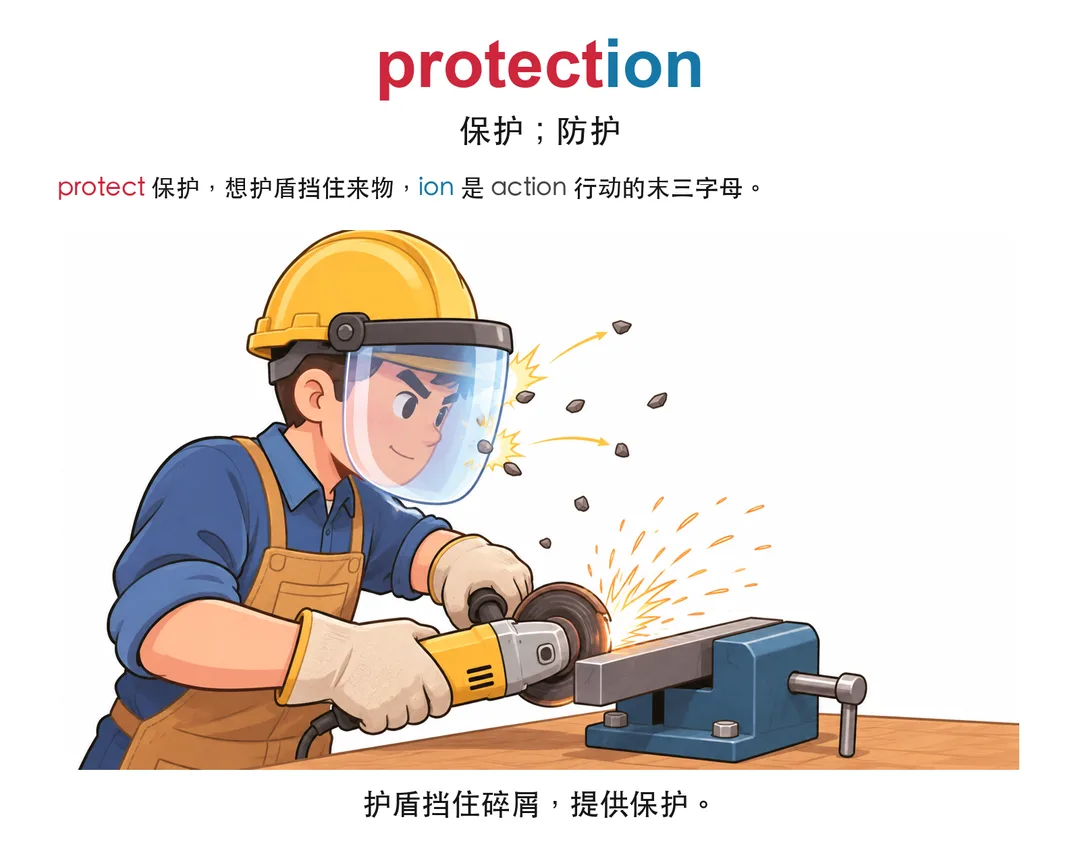 protection
保护；防护
protect 保护，想护盾挡住来物，ion 是 action 行动的末三字母。
护盾挡住碎屑，提供保护。